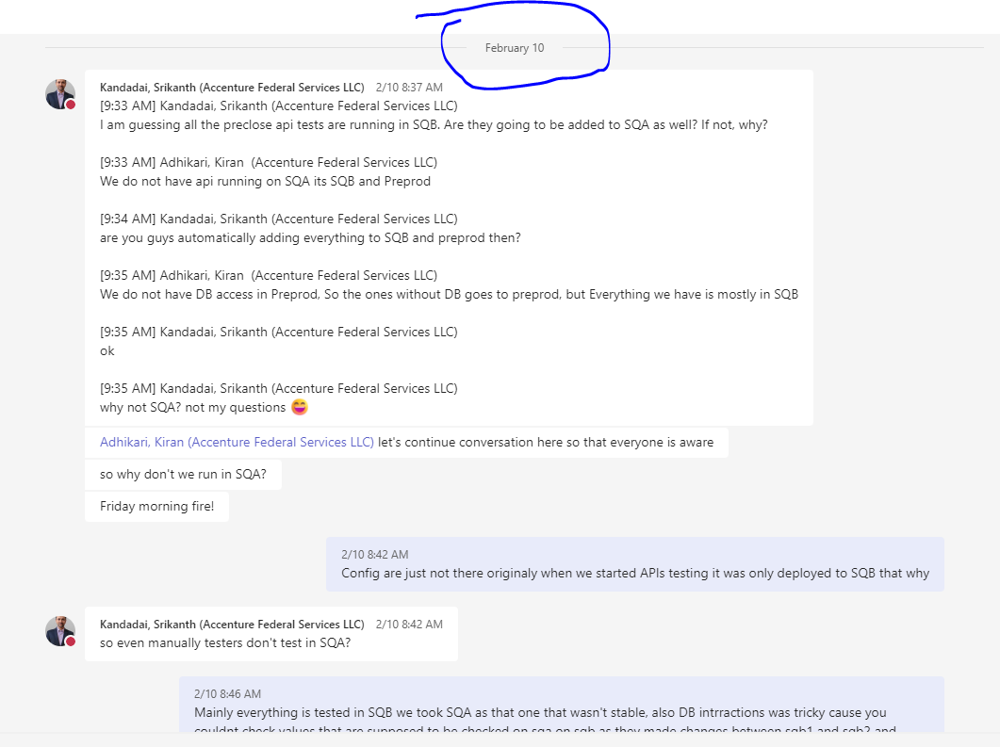 February 10
Kandadai, Srikanth (Accenture Federal Services LLC) 2/10 8:37 AM
[9:33 AM] Kandadai, Srikanth (Accenture Federal Services LLC)
I am guessing all the preclose api tests are running in SQB. Are they going to be added to SQA as well? If not, why?
[9:33 AM] Adhikari, Kiran (Accenture Federal Services LLC)
We do not have api running on SQA its SQB and Preprod
[9:34 AM] Kandadai, Srikanth (Accenture Federal Services LLC)
are you guys automatically adding everything to SQB and preprod then?
[9:35 AM] Adhikari, Kiran (Accenture Federal Services LLC)
We do not have DB access in Preprod, So the ones without DB goes to preprod, but Everything we have is mostly in SQB
[9:35 AM] Kandadai, Srikanth (Accenture Federal Services LLC)
ok
[9:35 AM] Kandadai, Srikanth (Accenture Federal Services LLC)
why not SQA? not my questions 😄
Adhikari, Kiran (Accenture Federal Services LLC) let's continue conversation here so that everyone is aware
so why don't we run in SQA?
Friday morning fire!
2/10 8:42 AM
Config are just not there originaly when we started APIs testing it was only deployed to SQB that why
Kandadai, Srikanth (Accenture Federal Services LLC) 2/10 8:42 AM
so even manually testers don't test in SQA?
2/10 8:46 AM
Mainly everything is tested in SQB we took SQA as that one that wasn't stable, also DB intrractions was tricky cause you
couldnt check values that are supposed to be checked on sqa on sqb as they made changes between sqb1 and sqb2 and